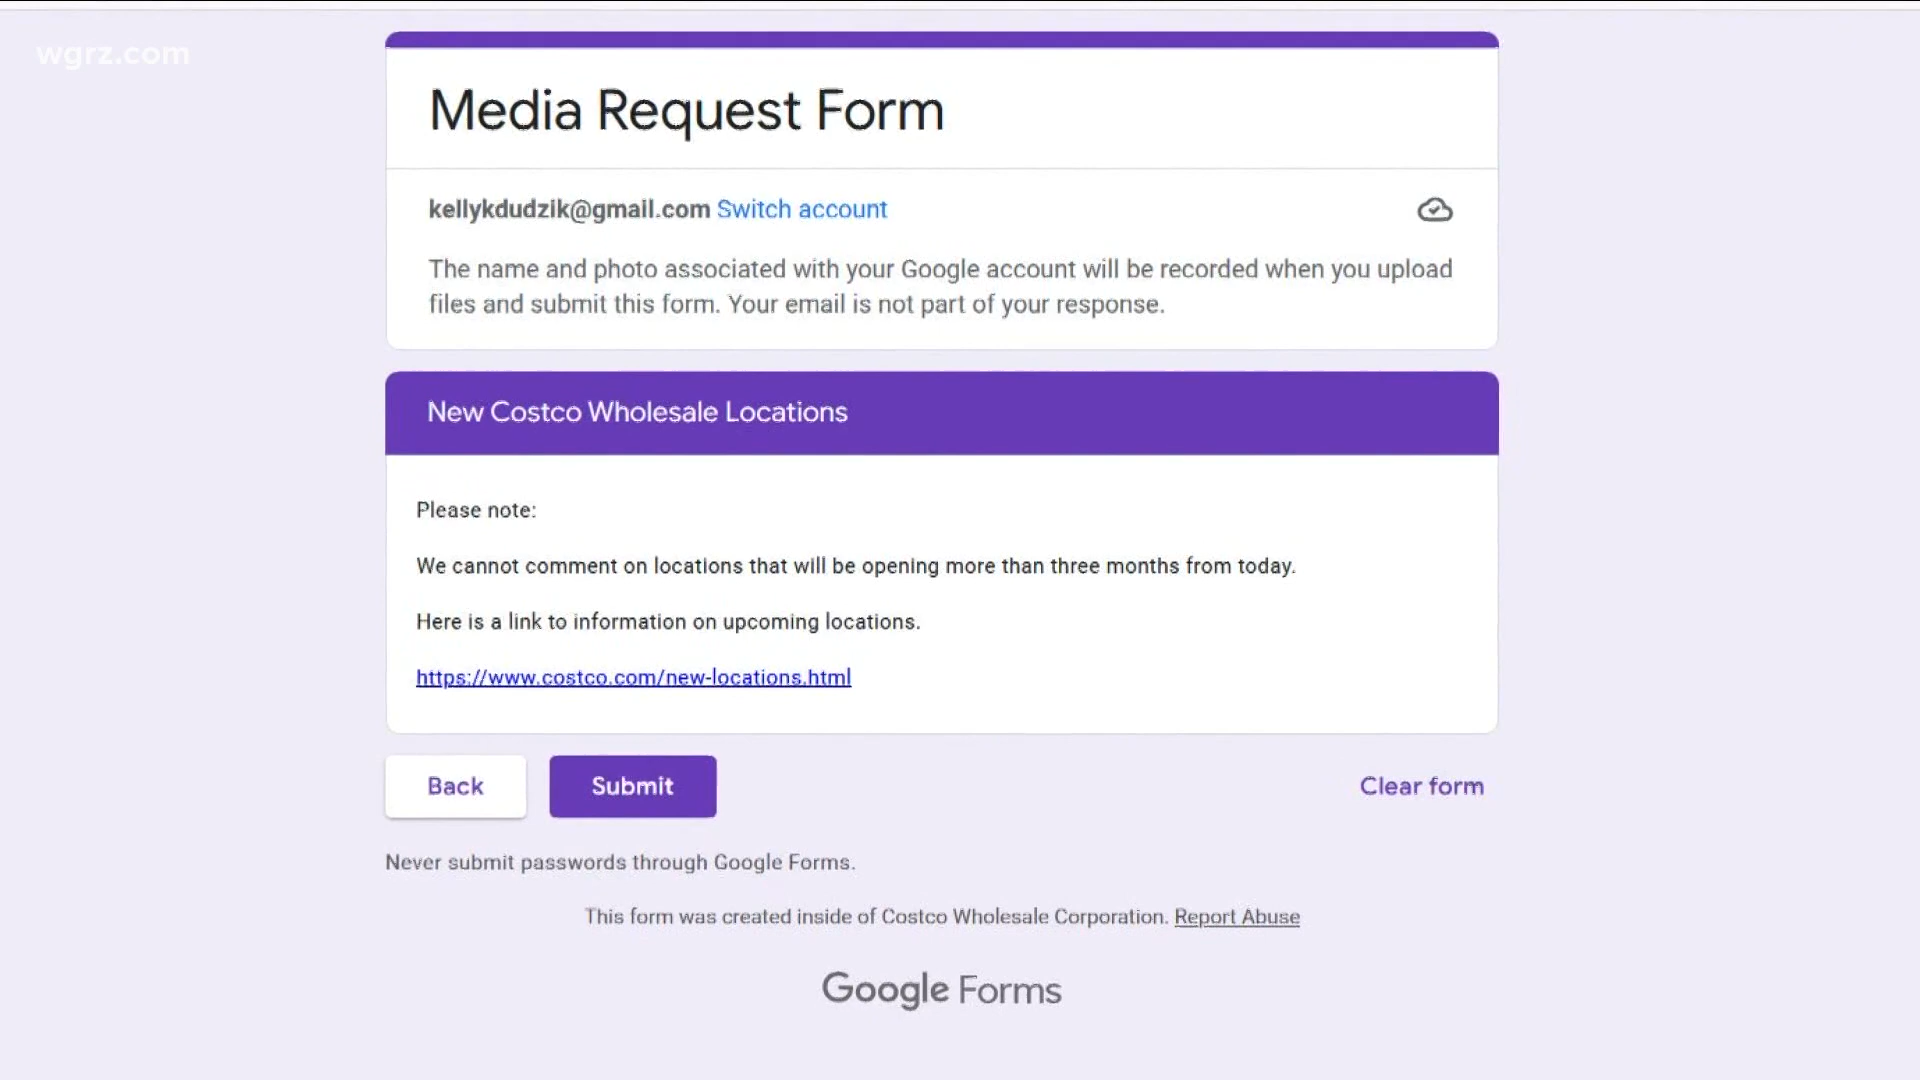 wgrz.com
Media Request Form
kellykdudzik@gmail.com Switch account
The name and photo associated with your Google account will be recorded when you upload
files and submit this form. Your email is not part of your response.
New Costco Wholesale Locations
Please note:
We cannot comment on locations that will be opening more than three months from today.
Here is a link to information on upcoming locations.
https://www.costco.com/new-locations.html
Back Submit Clear form
Never submit passwords through Google Forms.
This form was created inside of Costco Wholesale Corporation. Report Abuse
Google Forms